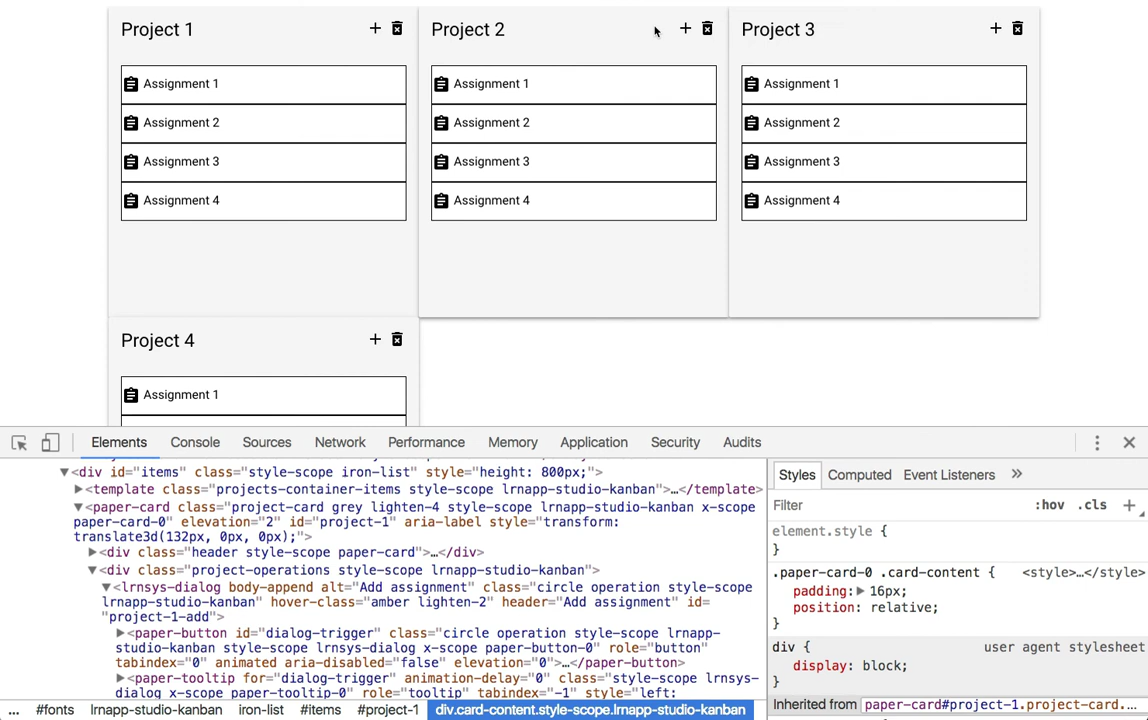 Project 1
Project 2
Project 3
Assignment 1
Assignment 1
Assignment 1
Assignment 2
Assignment 2
Assignment 2
Assignment 3
Assignment 3
Assignment 3
Assignment 4
Assignment 4
Assignment 4
Project 4
Assignment 1
Elements Console Sources Network Performance Memory Application Security Audits
▼<div id="items" class="style-scope iron-list" style="height: 800px;">
▶<template class="projects-container-items style-scope lrnapp-studio-kanban">…</template>
▼<paper-card class="project-card grey lighten-4 style-scope lrnapp-studio-kanban x-scope
paper-card-0" elevation="2" id="project-1" aria-label style="transform:
translate3d(132px, 0px, 0px);">
▶<div class="header style-scope paper-card">…</div>
▼<div class="project-operations style-scope lrnapp-studio-kanban">
▼<lrnsys-dialog body-append alt="Add assignment" class="circle operation style-scope
lrnapp-studio-kanban" hover-class="amber lighten-2" header="Add assignment" id=
"project-1-add">
▶<paper-button id="dialog-trigger" class="circle operation style-scope lrnapp-
studio-kanban style-scope lrnsys-dialog x-scope paper-button-0" role="button"
tabindex="0" animated aria-disabled="false" elevation="0">…</paper-button>
▶<paper-tooltip for="dialog-trigger" animation-delay="0" class="style-scope lrnsys-
dialog x-scope paper-tooltip-0" role="tooltip" tabindex="-1" style="left:
... #fonts lrnapp-studio-kanban iron-list #items #project-1 div.card-content.style-scope.lrnapp-studio-kanban
Styles Computed Event Listeners »
Filter :hov .cls +
element.style {
}
.paper-card-0 .card-content { <style>…</style>
padding:▶ 16px;
position: relative;
}
div { user agent stylesheet
display: block;
}
Inherited from paper-card#project-1.project-card.…